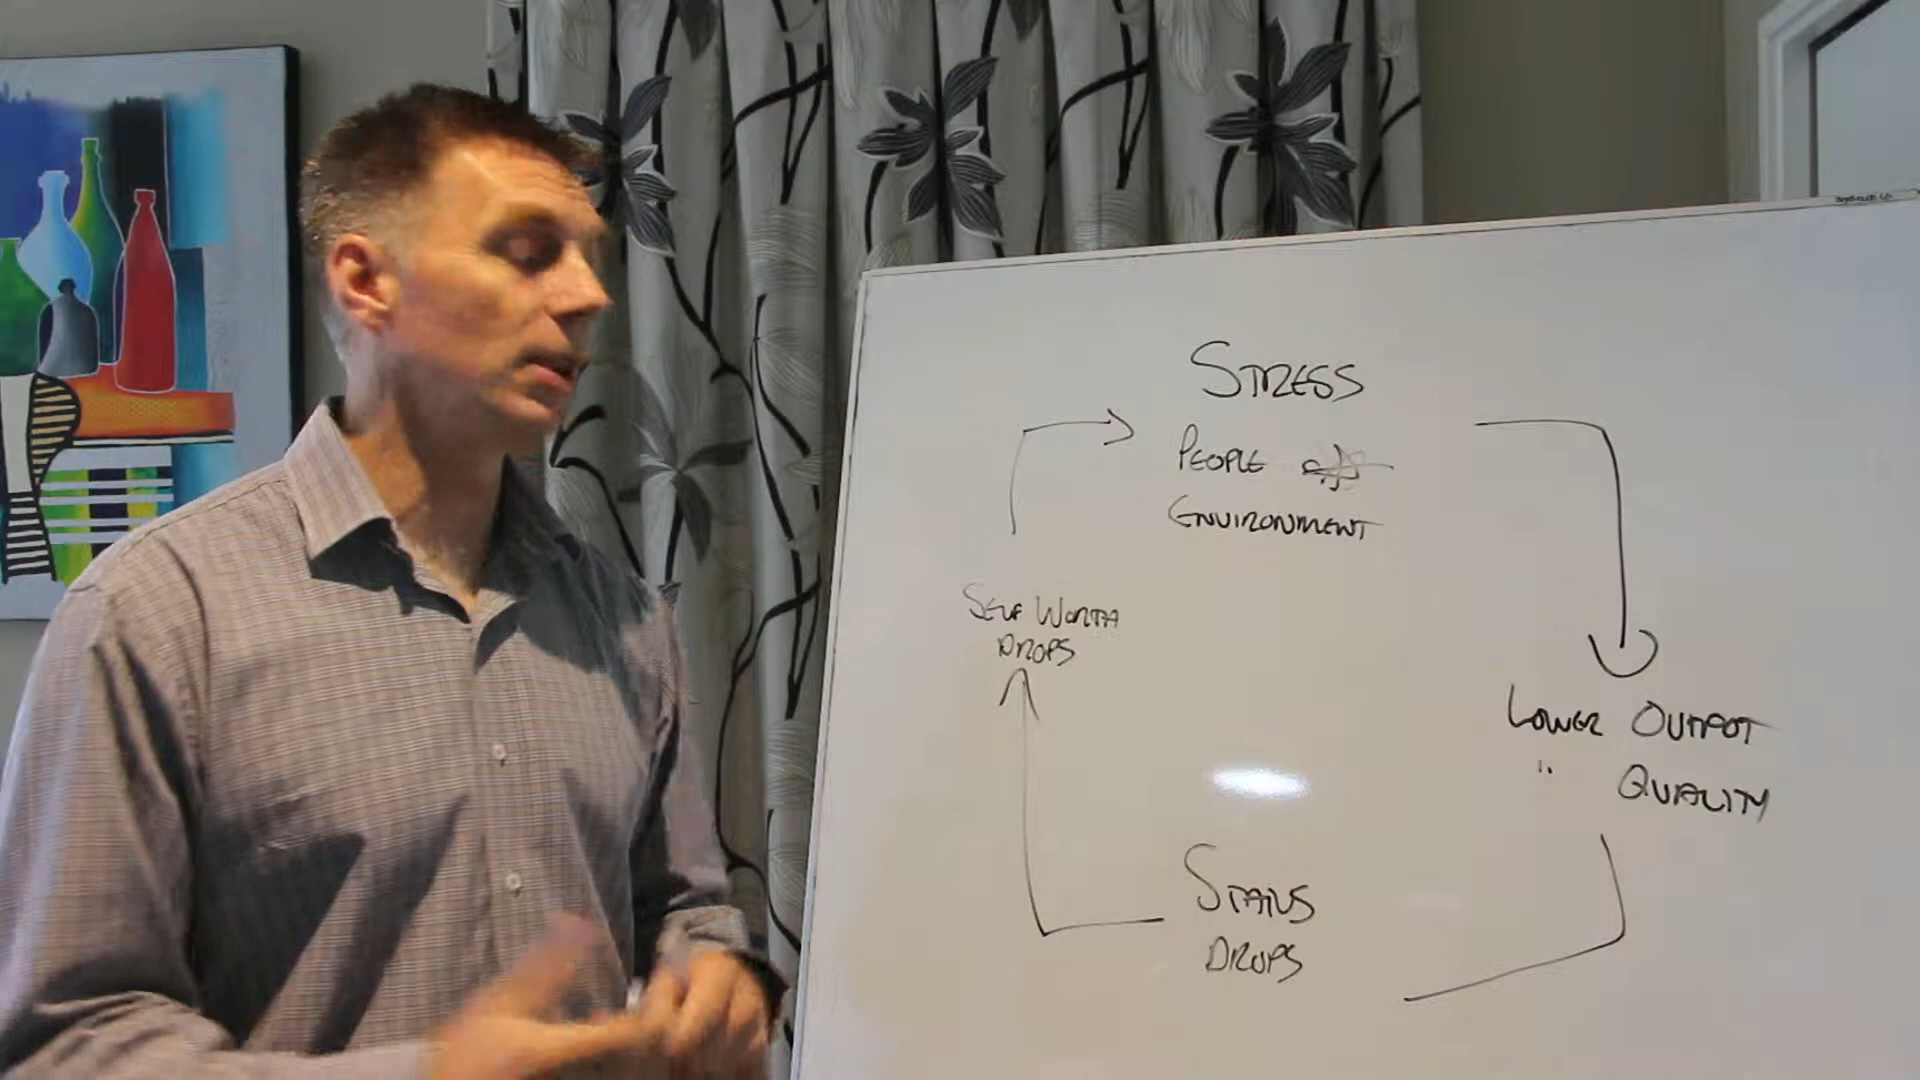 STRESS
PEOPLE
ENVIRONMENT
SELF WORTH
DROPS
LOWER OUTPUT
" QUALITY
STATUS
DROPS